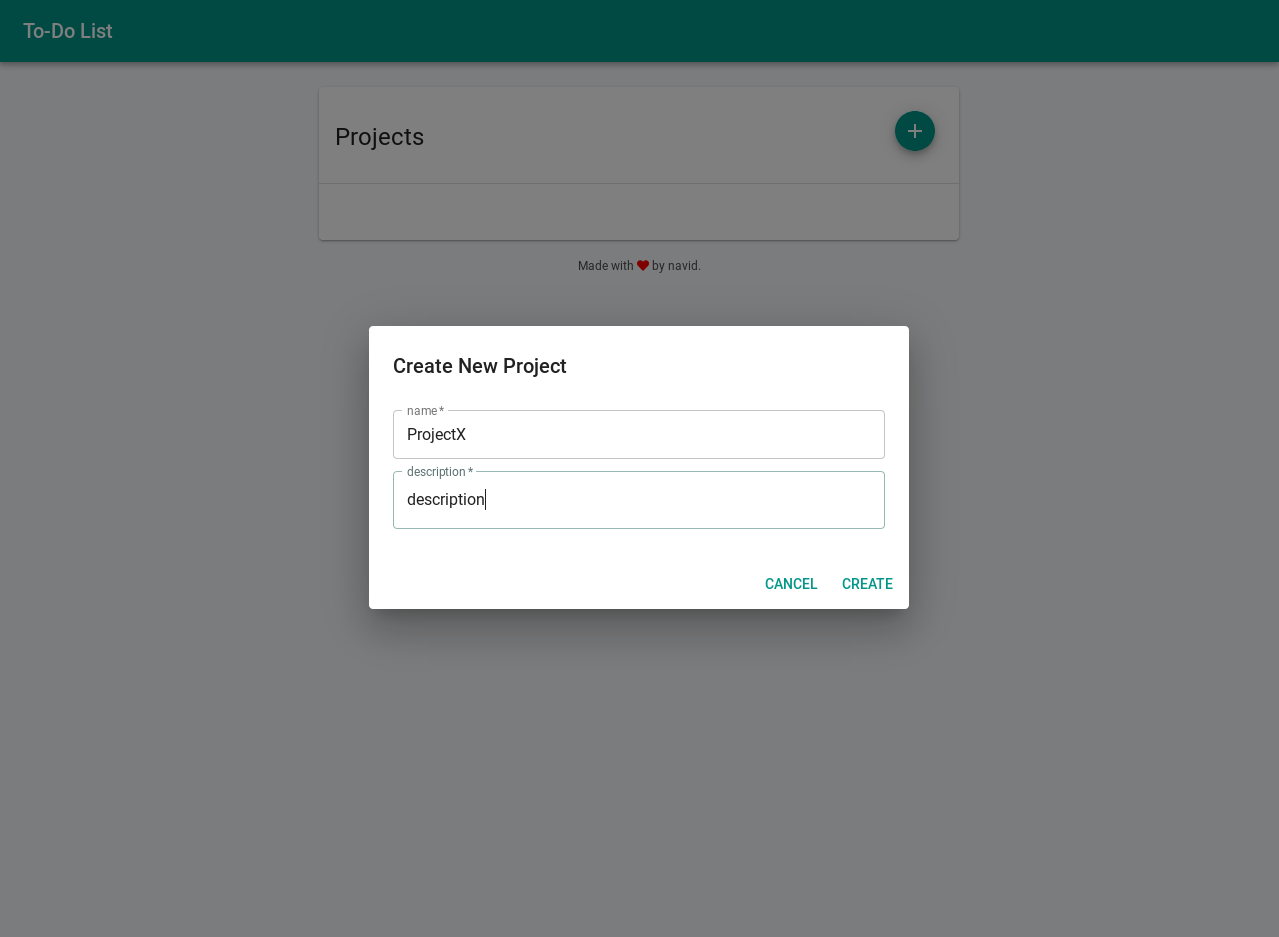 To-Do List
Projects
Made with ❤ by navid.
Create New Project
name *
ProjectX
description *
description
CANCEL CREATE